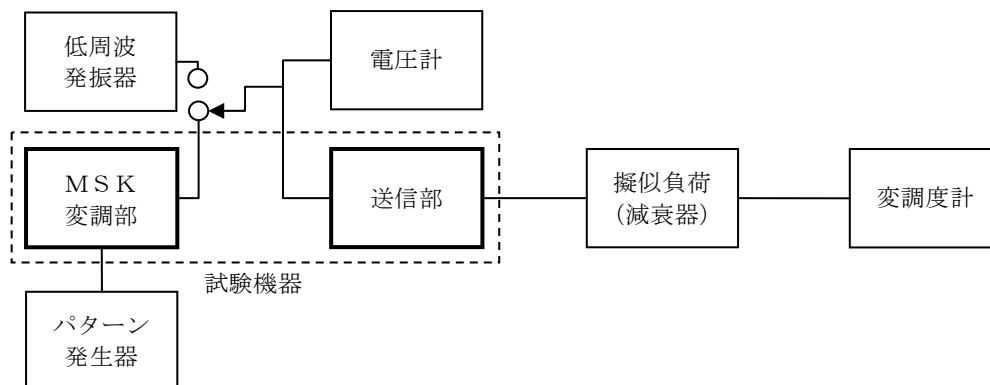 低周波
発振器
電圧計
MSK
変調部
送信部
擬似負荷
(減衰器)
変調度計
試験機器
パターン
発生器